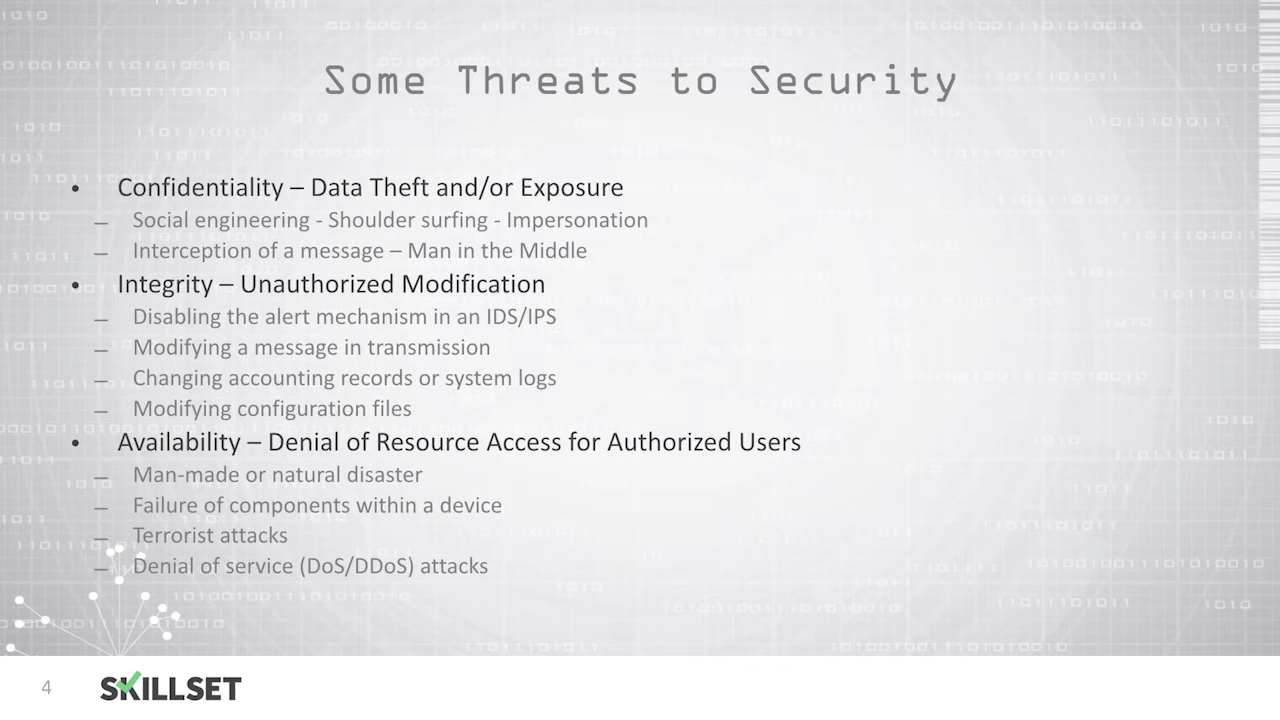 Some Threats to Security
• Confidentiality – Data Theft and/or Exposure
– Social engineering - Shoulder surfing - Impersonation
– Interception of a message – Man in the Middle
• Integrity – Unauthorized Modification
– Disabling the alert mechanism in an IDS/IPS
– Modifying a message in transmission
– Changing accounting records or system logs
– Modifying configuration files
• Availability – Denial of Resource Access for Authorized Users
– Man-made or natural disaster
– Failure of components within a device
– Terrorist attacks
– Denial of service (DoS/DDoS) attacks
4
SKILLSET